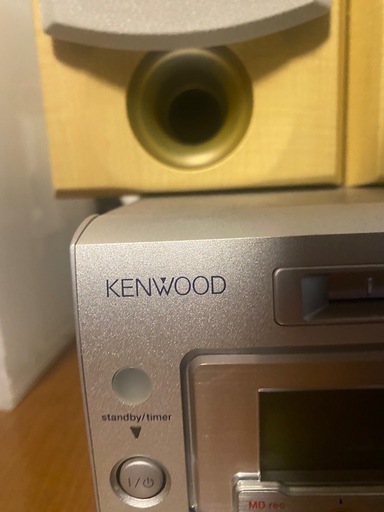 KENWOOD
standby/timer
I/⏻
MD rec